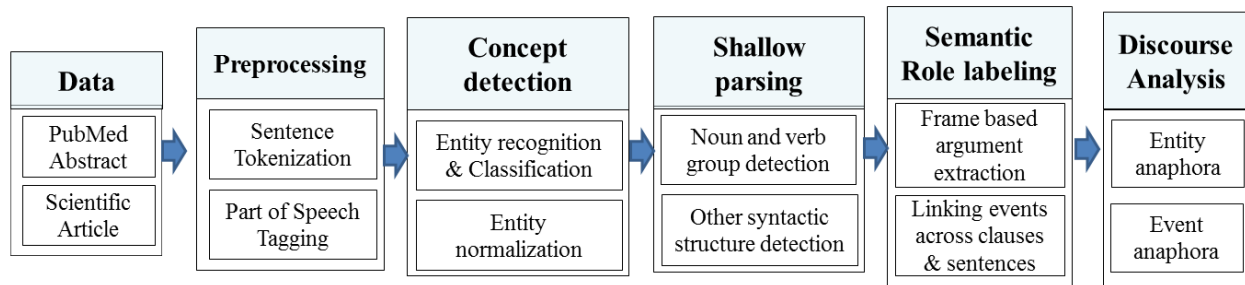 Data
PubMed
Abstract
Scientific
Article
Preprocessing
Sentence
Tokenization
Part of Speech
Tagging
Concept
detection
Entity recognition
& Classification
Entity
normalization
Shallow
parsing
Noun and verb
group detection
Other syntactic
structure detection
Semantic
Role labeling
Frame based
argument
extraction
Linking events
across clauses
& sentences
Discourse
Analysis
Entity
anaphora
Event
anaphora